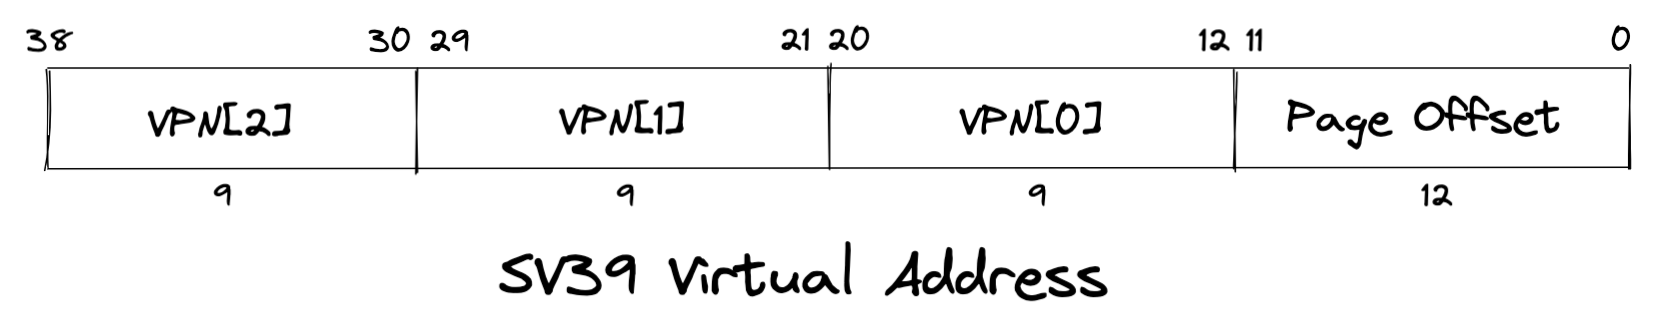 38 30 29 21 20 12 11 0
VPN[2] VPN[1] VPN[0] Page Offset
9 9 9 12
SV39 Virtual Address